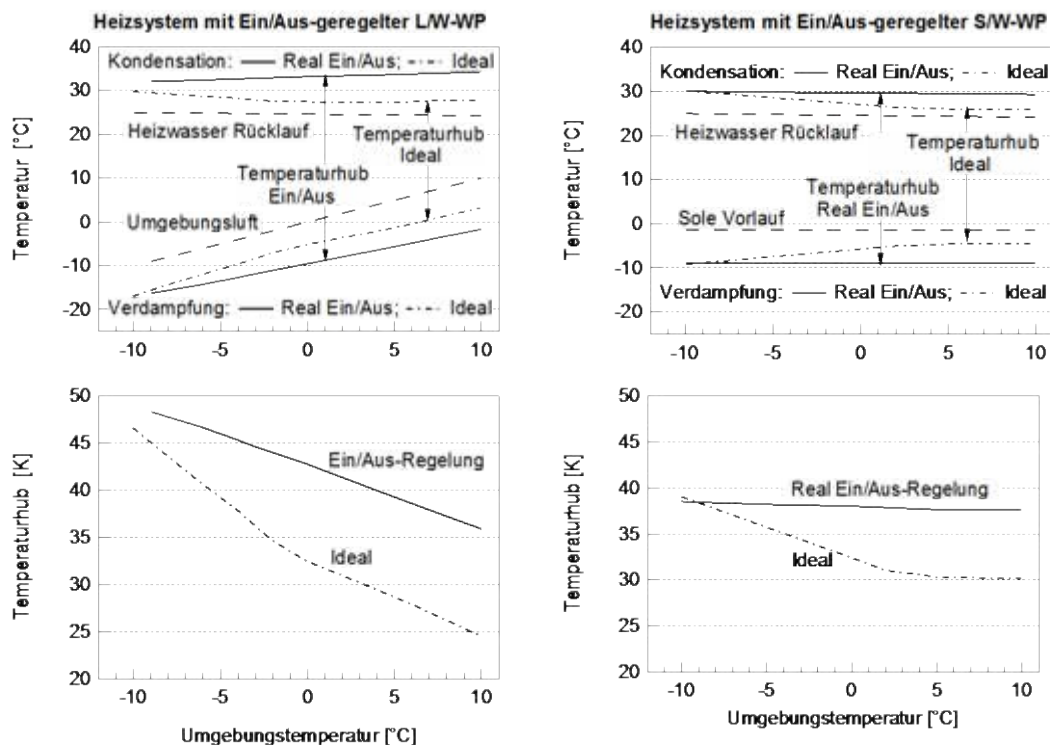 Heizsystem mit Ein/Aus-geregelter L/W-WP
40
30
20
10
0
-10
-20
Temperatur [°C]
Kondensation: Real Ein/Aus; Ideal
Heizwasser Rücklauf
Temperaturhub
Ideal
Temperaturhub
Ein/Aus
Umgebungsluft
Verdampfung: Real Ein/Aus; Ideal
-10 -5 0 5 10
Heizsystem mit Ein/Aus-geregelter S/W-WP
40
30
20
10
0
-10
-20
Temperatur [°C]
Kondensation: Real Ein/Aus; Ideal
Heizwasser Rücklauf
Temperaturhub
Ideal
Temperaturhub
Real Ein/Aus
Sole Vorlauf
Verdampfung: Real Ein/Aus; Ideal
-10 -5 0 5 10
50
45
40
35
30
25
20
Temperaturhub [K]
Ein/Aus-Regelung
Ideal
-10 -5 0 5 10
Umgebungstemperatur [°C]
50
45
40
35
30
25
20
Temperaturhub [K]
Real Ein/Aus-Regelung
Ideal
-10 -5 0 5 10
Umgebungstemperatur [°C]